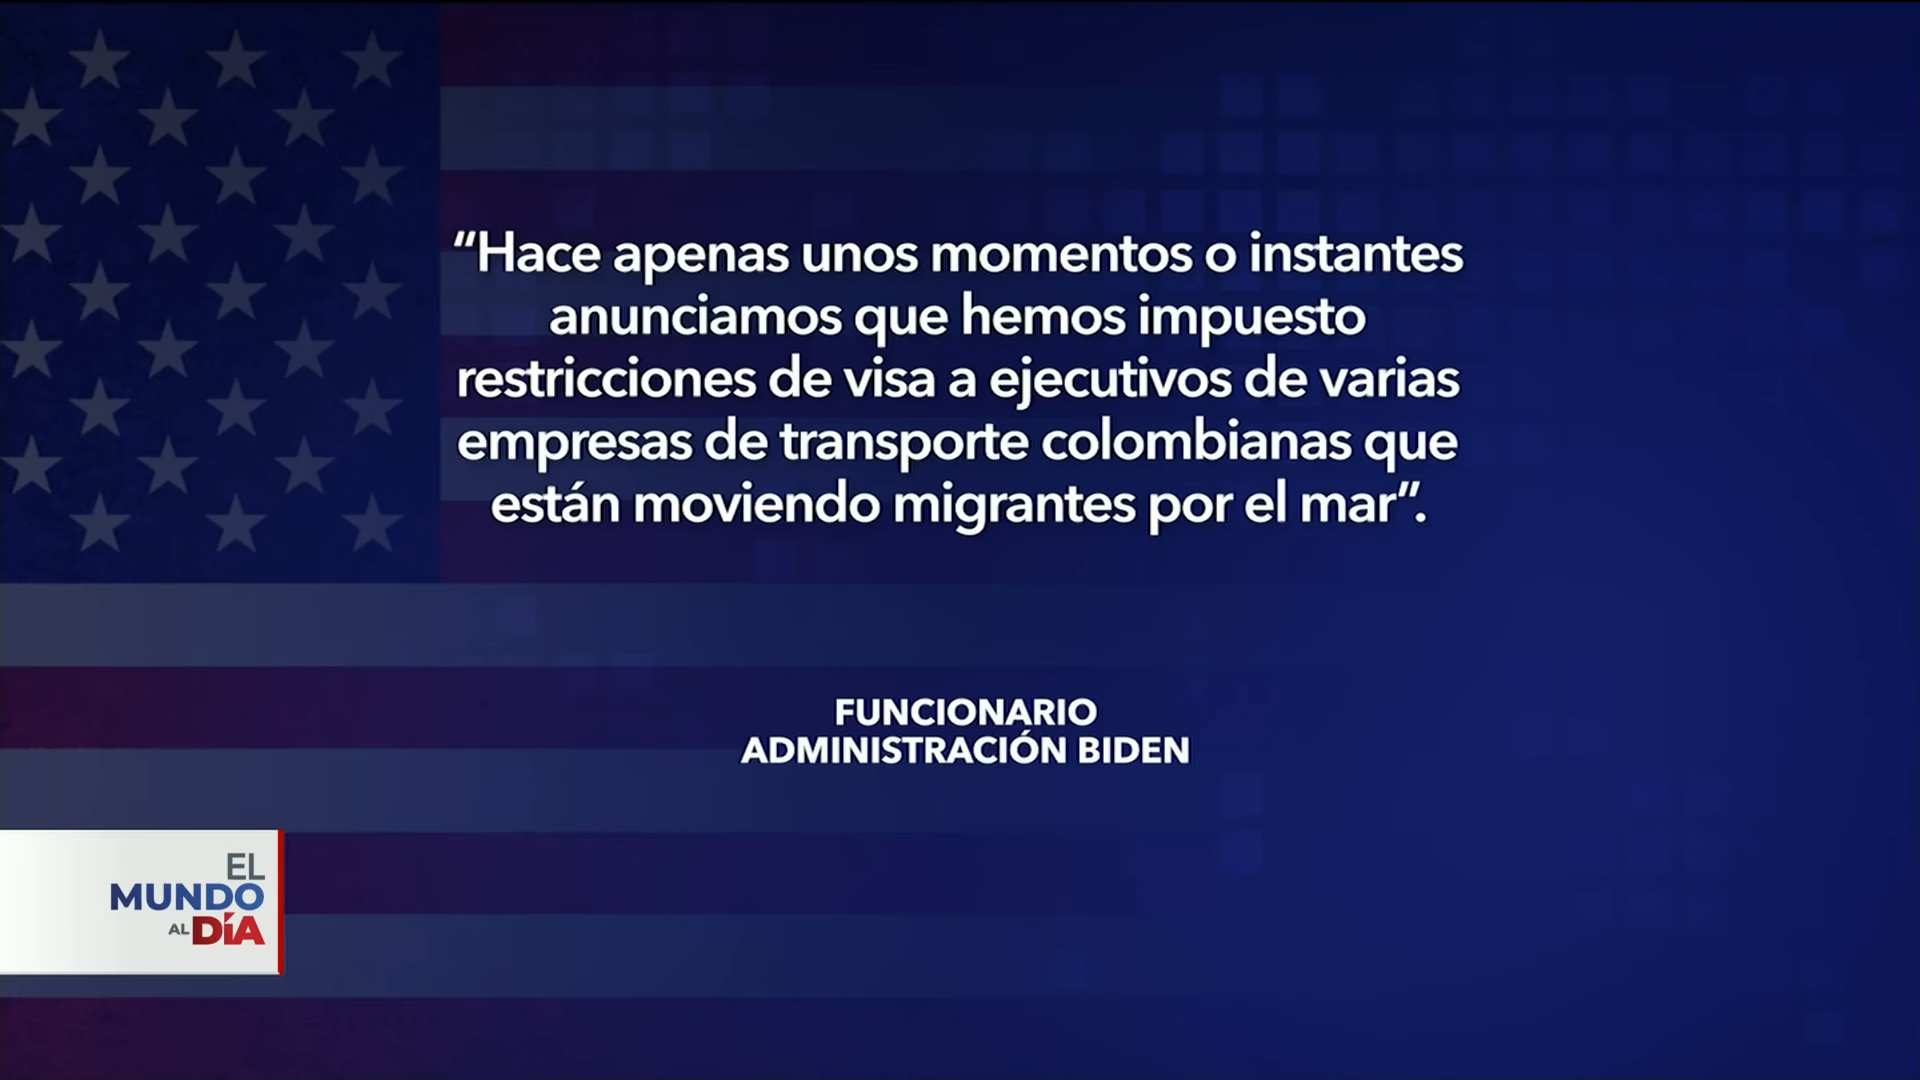 “Hace apenas unos momentos o instantes
anunciamos que hemos impuesto
restricciones de visa a ejecutivos de varias
empresas de transporte colombianas que
están moviendo migrantes por el mar”.
FUNCIONARIO
ADMINISTRACIÓN BIDEN
EL
MUNDO
AL DÍA